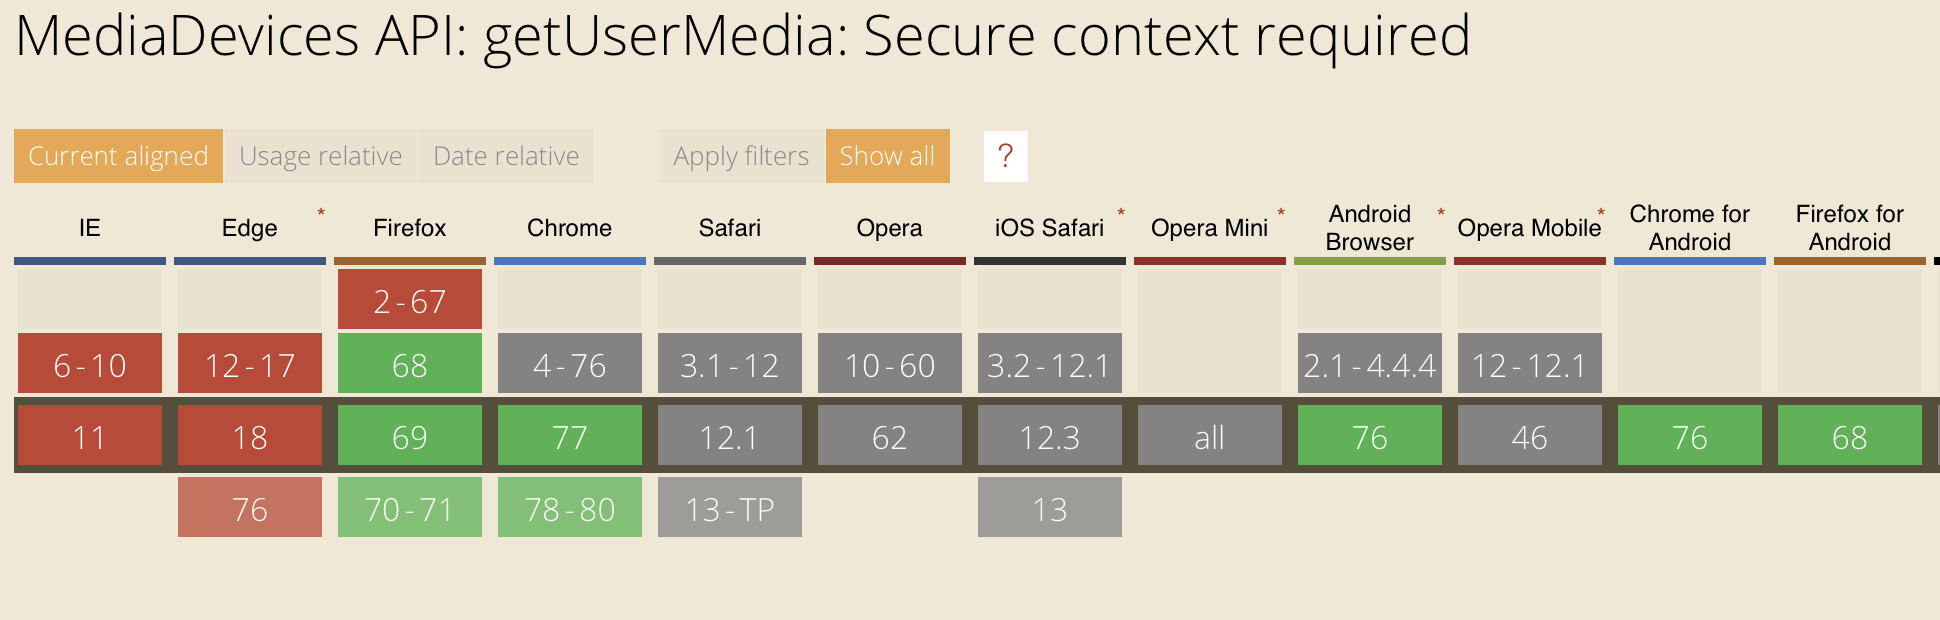 MediaDevices API: getUserMedia: Secure context required
Current aligned Usage relative Date relative Apply filters Show all ?
IE Edge * Firefox Chrome Safari Opera iOS Safari * Opera Mini * Android Browser * Opera Mobile * Chrome for Android Firefox for Android
2-67
6-10 12-17 68 4-76 3.1-12 10-60 3.2-12.1 2.1-4.4.4 12-12.1
11 18 69 77 12.1 62 12.3 all 76 46 76 68
76 70-71 78-80 13-TP 13